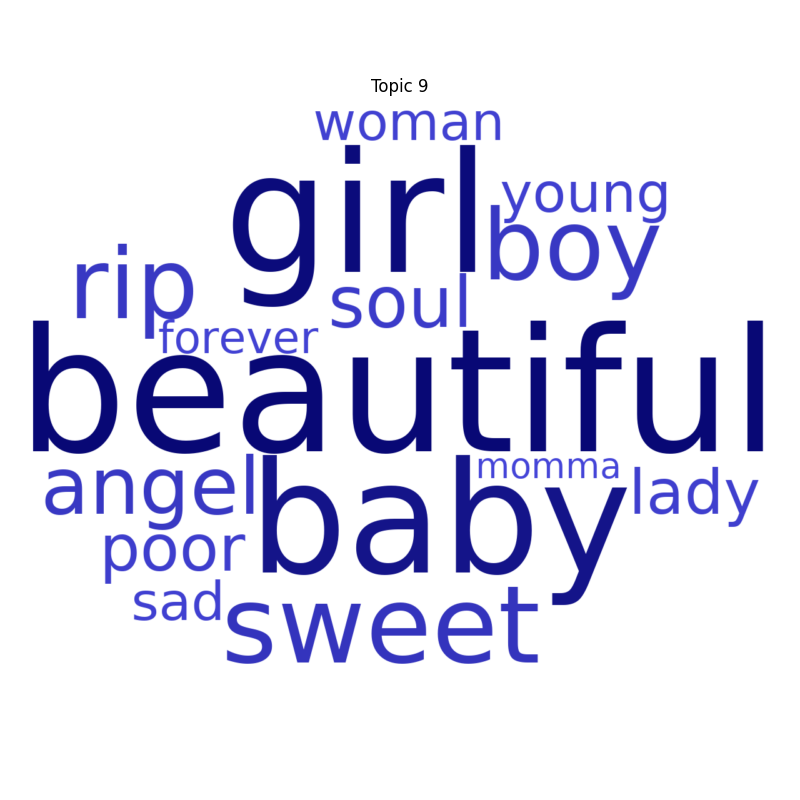 Topic 9
woman
girl
young
boy
rip
soul
forever
beautiful
momma
angel
baby
lady
poor
sad
sweet